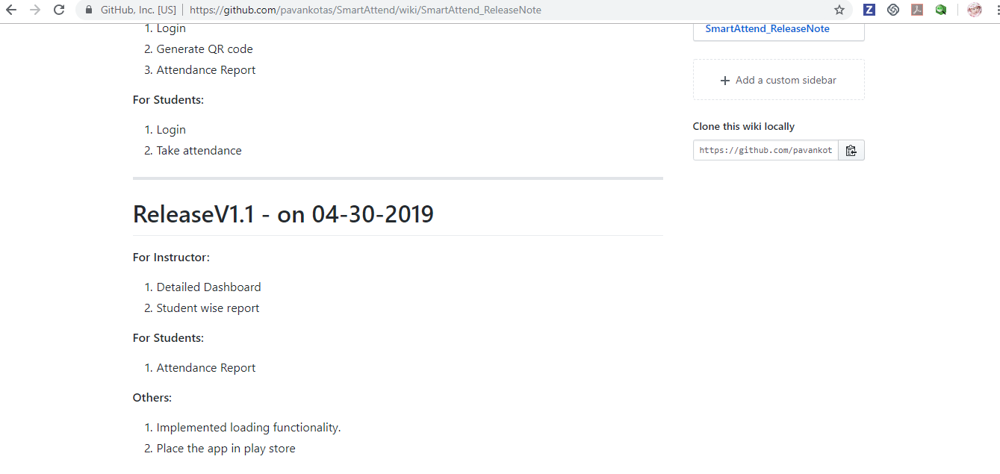 GitHub, Inc. [US] | https://github.com/pavankotas/SmartAttend/wiki/SmartAttend_ReleaseNote
1. Login
2. Generate QR code
3. Attendance Report
For Students:
1. Login
2. Take attendance
ReleaseV1.1 - on 04-30-2019
For Instructor:
1. Detailed Dashboard
2. Student wise report
For Students:
1. Attendance Report
Others:
1. Implemented loading functionality.
2. Place the app in play store
SmartAttend_ReleaseNote
+ Add a custom sidebar
Clone this wiki locally
https://github.com/pavankot